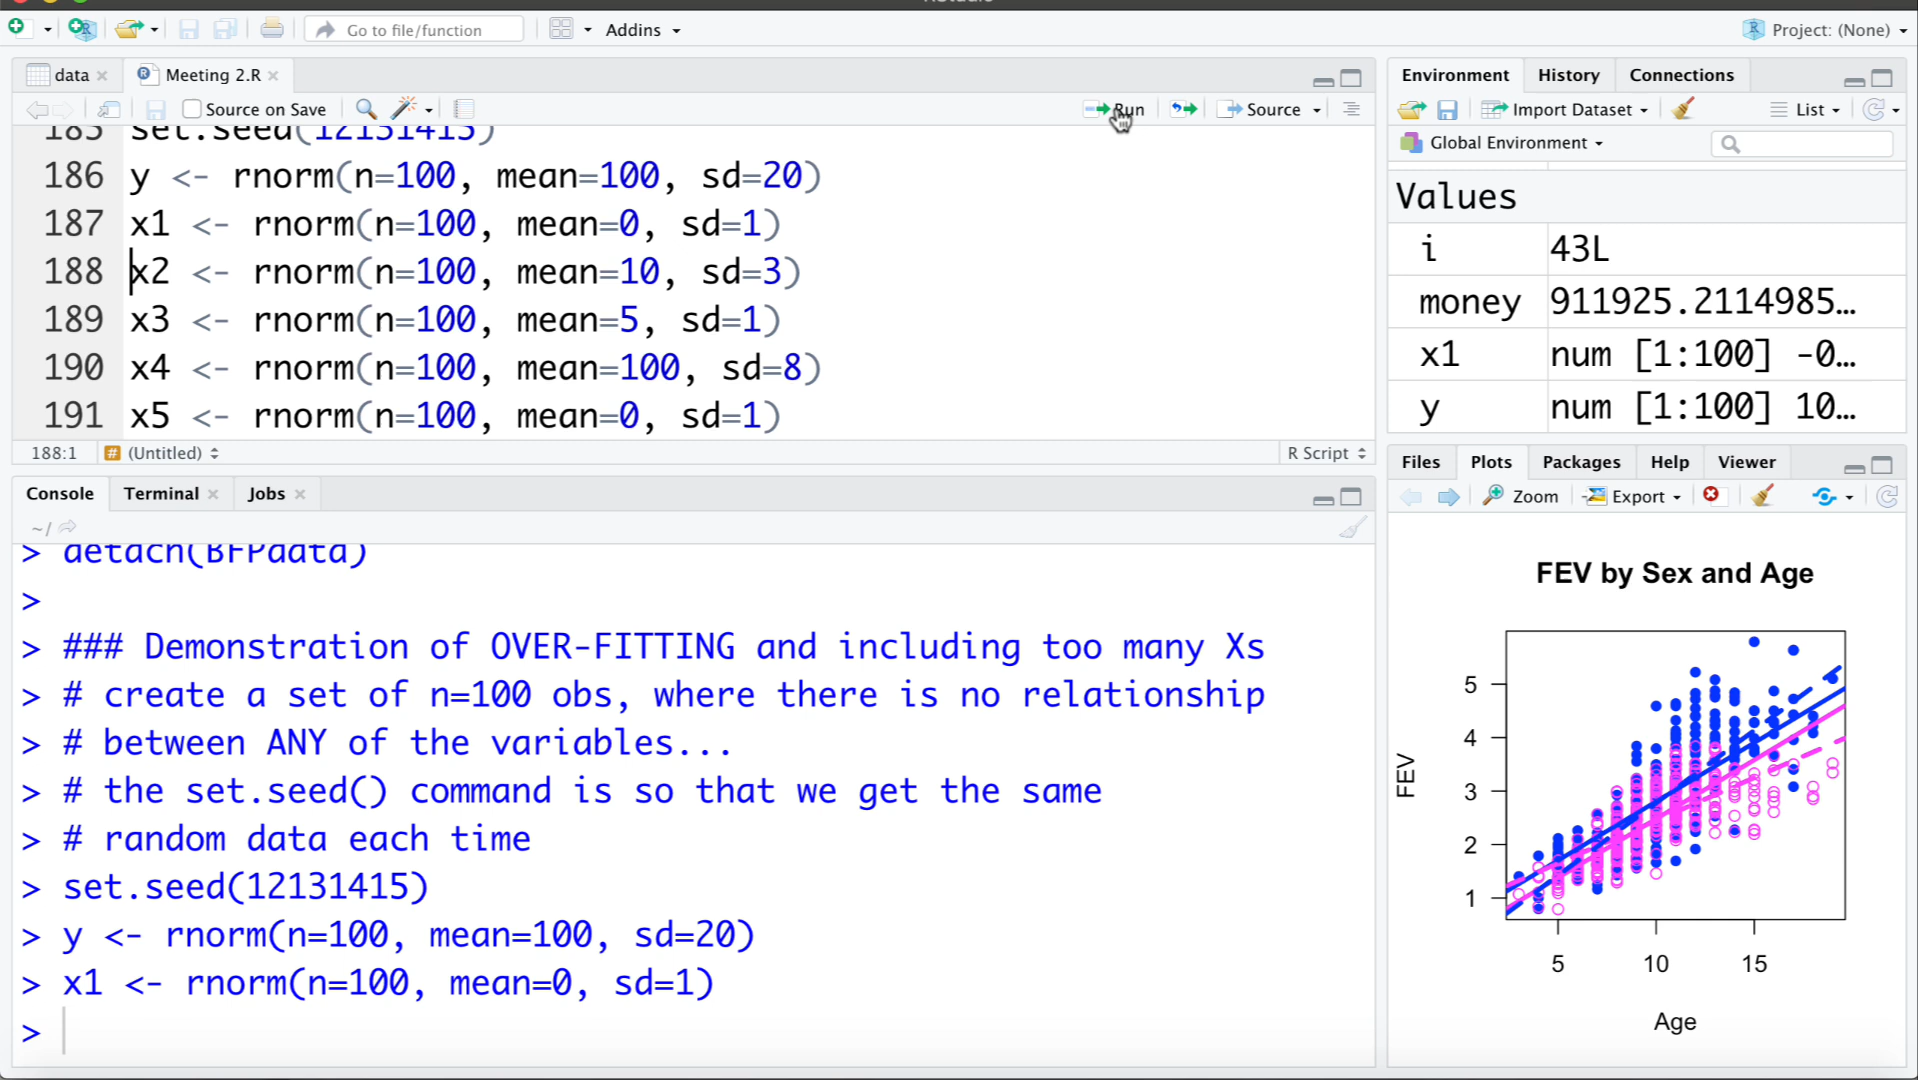 Go to file/function
Addins
Project: (None)
data
Meeting 2.R
Source on Save
Run
Source
185 set.seed(12131415)
186 y <- rnorm(n=100, mean=100, sd=20)
187 x1 <- rnorm(n=100, mean=0, sd=1)
188 x2 <- rnorm(n=100, mean=10, sd=3)
189 x3 <- rnorm(n=100, mean=5, sd=1)
190 x4 <- rnorm(n=100, mean=100, sd=8)
191 x5 <- rnorm(n=100, mean=0, sd=1)
188:1 (Untitled) R Script
Console Terminal Jobs
~/
> detach(BFPdata)
>
> ### Demonstration of OVER-FITTING and including too many Xs
> # create a set of n=100 obs, where there is no relationship
> # between ANY of the variables...
> # the set.seed() command is so that we get the same
> # random data each time
> set.seed(12131415)
> y <- rnorm(n=100, mean=100, sd=20)
> x1 <- rnorm(n=100, mean=0, sd=1)
>
Environment History Connections
Import Dataset List
Global Environment
Values
i 43L
money 911925.2114985…
x1 num [1:100] -0…
y num [1:100] 10…
Files Plots Packages Help Viewer
Zoom Export
FEV by Sex and Age
FEV
5
4
3
2
1
5 10 15
Age